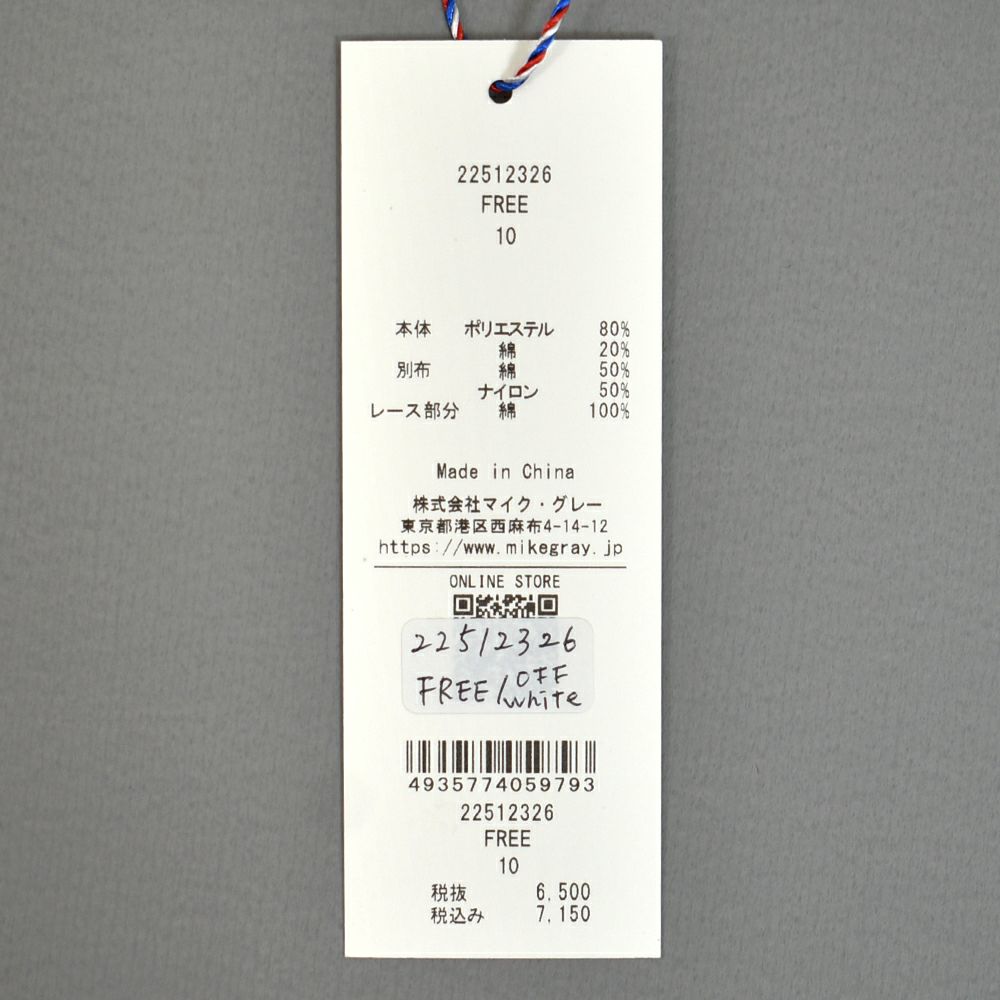 22512326
FREE
10
本体 ポリエステル 80%
綿 20%
別布 綿 50%
ナイロン 50%
レース部分 綿 100%
Made in China
株式会社マイク・グレー
東京都港区西麻布4-14-12
https://www.mikegray.jp
ONLINE STORE
22512326
FREE/OFF white
4935774059793
22512326
FREE
10
税抜 6,500
税込み 7,150